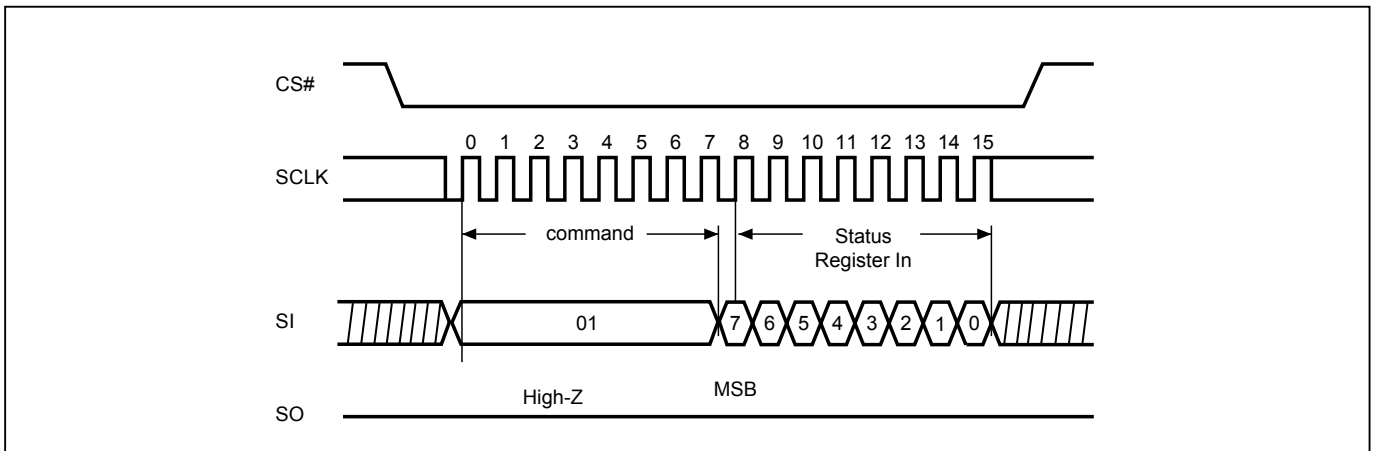 CS#
0 1 2 3 4 5 6 7 8 9 10 11 12 13 14 15
SCLK
command
Status
Register In
SI
01
7 6 5 4 3 2 1 0
High-Z
MSB
SO